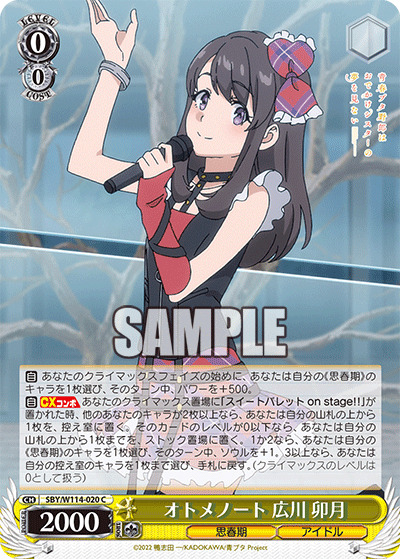 LEVEL
0
0
COST
青春ブタ野郎は
おでかけシスターの
夢を見ない
SAMPLE
自 あなたのクライマックスフェイズの始めに、あなたは自分の《思春期》の
キャラを1枚選び、そのターン中、パワーを+500。
自 CXコンボ あなたのクライマックス置場に「スイートバレット on stage!!」が
置かれた時、他のあなたのキャラが2枚以上なら、あなたは自分の山札の上から
1枚を、控え室に置く。そのカードのレベルが0以下なら、あなたは自分の
山札の上から1枚までを、ストック置場に置く。1か2なら、あなたは自分の
《思春期》のキャラを1枚選び、そのターン中、ソウルを+1。3以上なら、あなたは
自分の控え室のキャラを1枚まで選び、手札に戻す。(クライマックスのレベルは
0として扱う)
CH SBY/W114-020 C
POWER
2000
SOUL
オトメノート 広川 卯月
思春期
アイドル
©2022 鴨志田 一/KADOKAWA/青ブタ Project